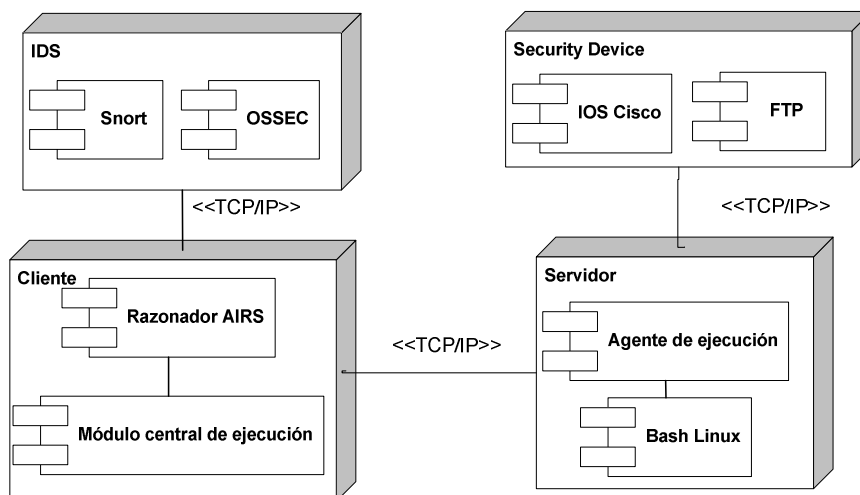 IDS
Snort
OSSEC
Security Device
IOS Cisco
FTP
<<TCP/IP>>
<<TCP/IP>>
Cliente
Razonador AIRS
Módulo central de ejecución
<<TCP/IP>>
Servidor
Agente de ejecución
Bash Linux